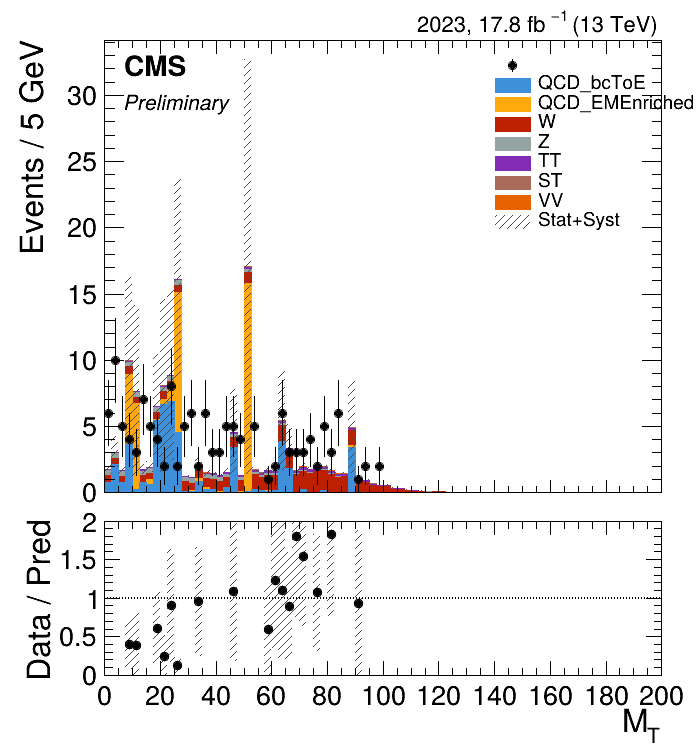 2023, 17.8 fb⁻¹ (13 TeV)
Events / 5 GeV
CMS
Preliminary
QCD_bcToE
QCD_EMEnriched
W
Z
TT
ST
VV
Stat+Syst
30
25
20
15
10
5
0
Data / Pred
2
1.5
1
0.5
0
0 20 40 60 80 100 120 140 160 180 200
M_T